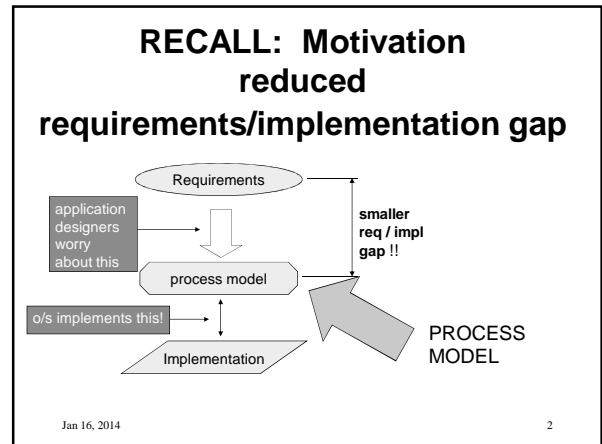 RECALL: Motivation
reduced
requirements/implementation gap
Requirements
application
designers
worry
about this
smaller
req / impl
gap !!
process model
o/s implements this!
PROCESS
MODEL
Implementation
Jan 16, 2014
2